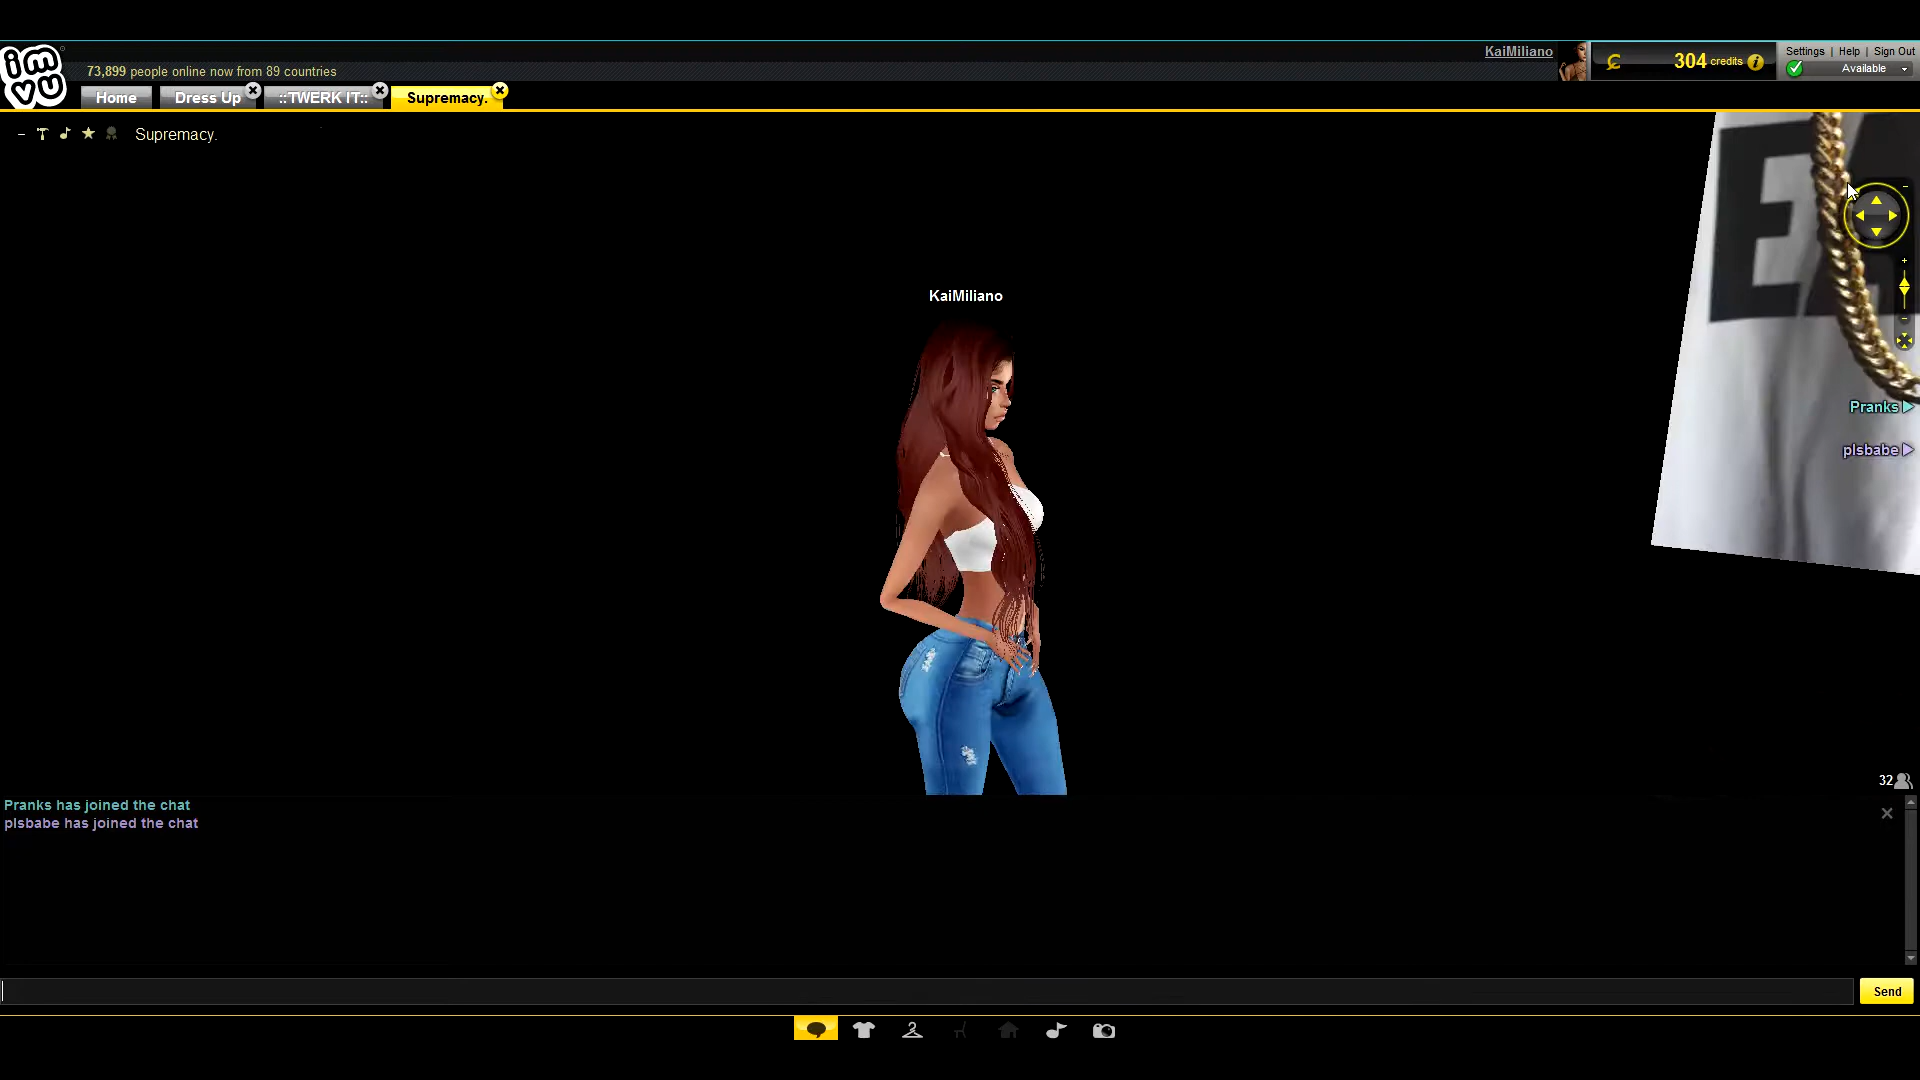 imvu
KaiMiliano
304 credits
Settings | Help | Sign Out
Available
73,899 people online now from 89 countries
Home
Dress Up
::TWERK IT::
Supremacy.
Supremacy.
KaiMiliano
Pranks
plsbabe
32
Pranks has joined the chat
plsbabe has joined the chat
Send